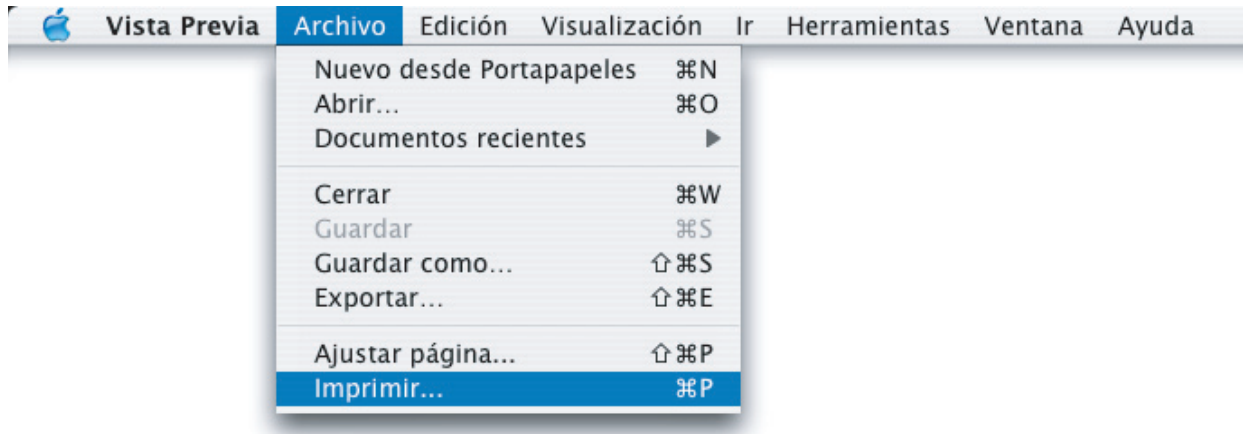 Vista Previa Archivo Edición Visualización Ir Herramientas Ventana Ayuda
Nuevo desde Portapapeles ⌘N
Abrir... ⌘O
Documentos recientes ▶
Cerrar ⌘W
Guardar ⌘S
Guardar como... ⇧⌘S
Exportar... ⇧⌘E
Ajustar página... ⇧⌘P
Imprimir... ⌘P